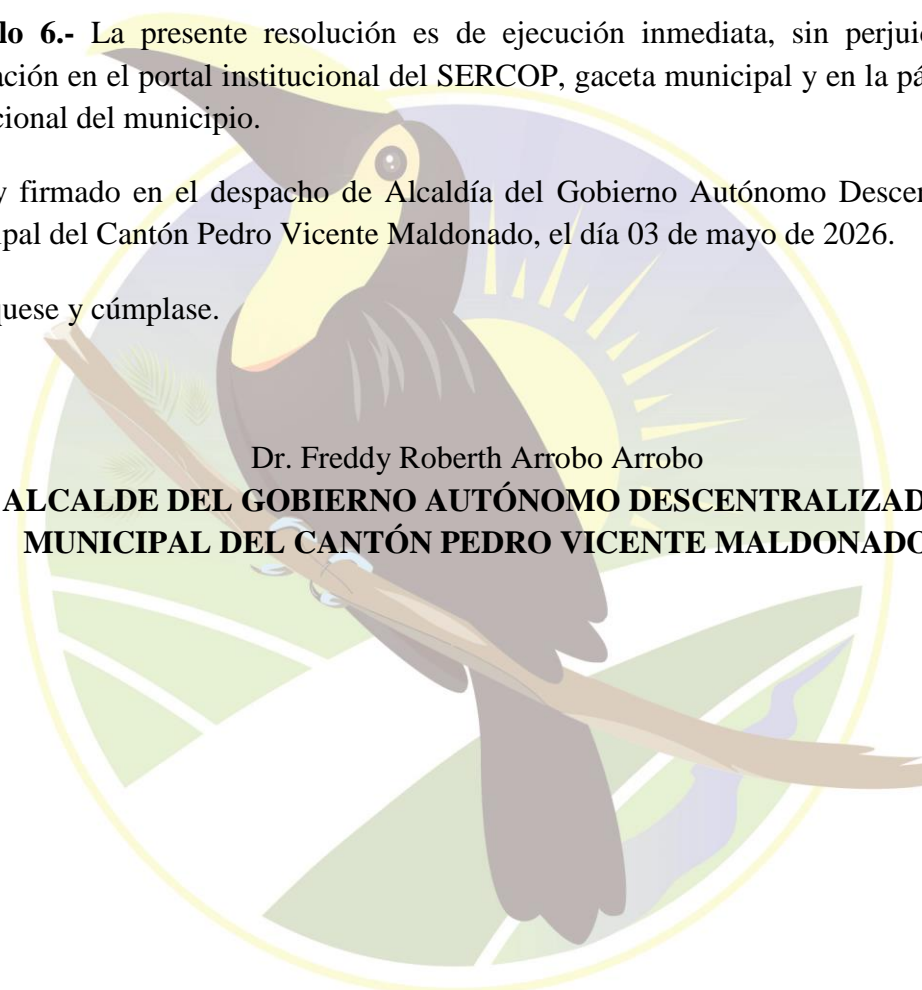 lo 6.- La presente resolución es de ejecución inmediata, sin perjui
ación en el portal institucional del SERCOP, gaceta municipal y en la pá
cional del municipio.
y firmado en el despacho de Alcaldía del Gobierno Autónomo Descen
ipal del Cantón Pedro Vicente Maldonado, el día 03 de mayo de 2026.
quese y cúmplase.
Dr. Freddy Roberth Arrobo Arrobo
ALCALDE DEL GOBIERNO AUTÓNOMO DESCENTRALIZAD
MUNICIPAL DEL CANTÓN PEDRO VICENTE MALDONADO